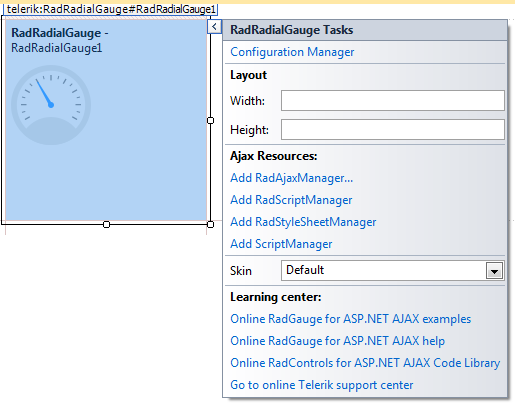 telerik:RadRadialGauge#RadRadialGauge1
RadRadialGauge -
RadRadialGauge1
RadRadialGauge Tasks
Configuration Manager
Layout
Width:
Height:
Ajax Resources:
Add RadAjaxManager...
Add RadScriptManager
Add RadStyleSheetManager
Add ScriptManager
Skin Default
Learning center:
Online RadGauge for ASP.NET AJAX examples
Online RadGauge for ASP.NET AJAX help
Online RadControls for ASP.NET AJAX Code Library
Go to online Telerik support center